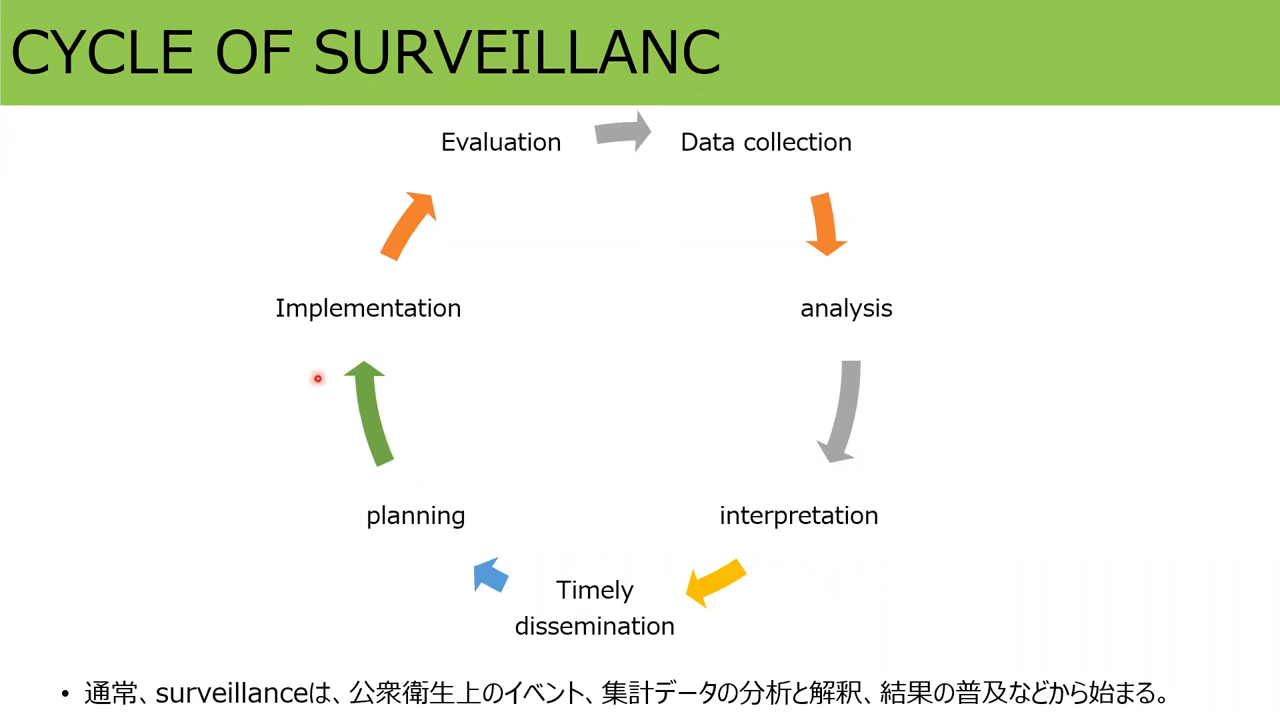 CYCLE OF SURVEILLANC
Evaluation
Data collection
Implementation
analysis
planning
interpretation
Timely
dissemination
• 通常、surveillanceは、公衆衛生上のイベント、集計データの分析と解釈、結果の普及などから始まる。